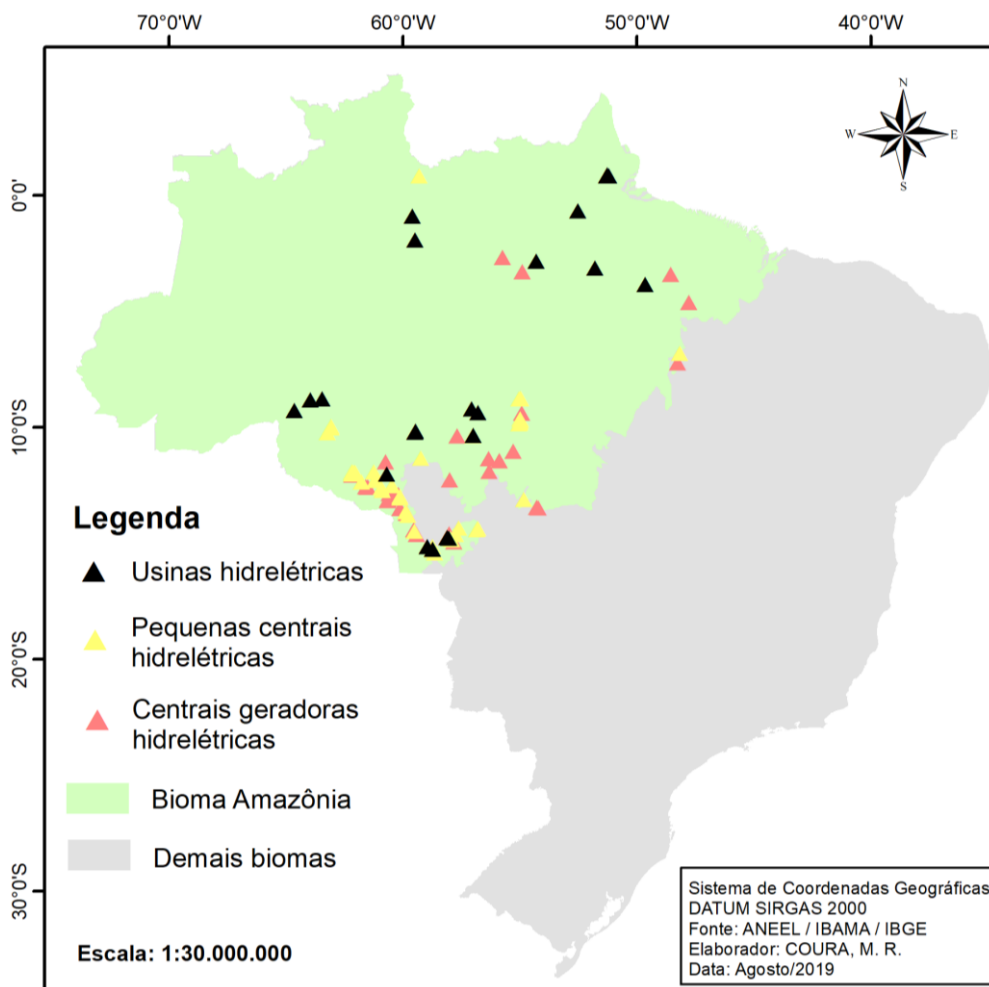 70°0'W 60°0'W 50°0'W 40°0'W
N
W E
S
0°0'
10°0'S
20°0'S
30°0'S
Legenda
Usinas hidrelétricas
Pequenas centrais
hidrelétricas
Centrais geradoras
hidrelétricas
Bioma Amazônia
Demais biomas
Escala: 1:30.000.000
Sistema de Coordenadas Geográficas
DATUM SIRGAS 2000
Fonte: ANEEL / IBAMA / IBGE
Elaborador: COURA, M. R.
Data: Agosto/2019